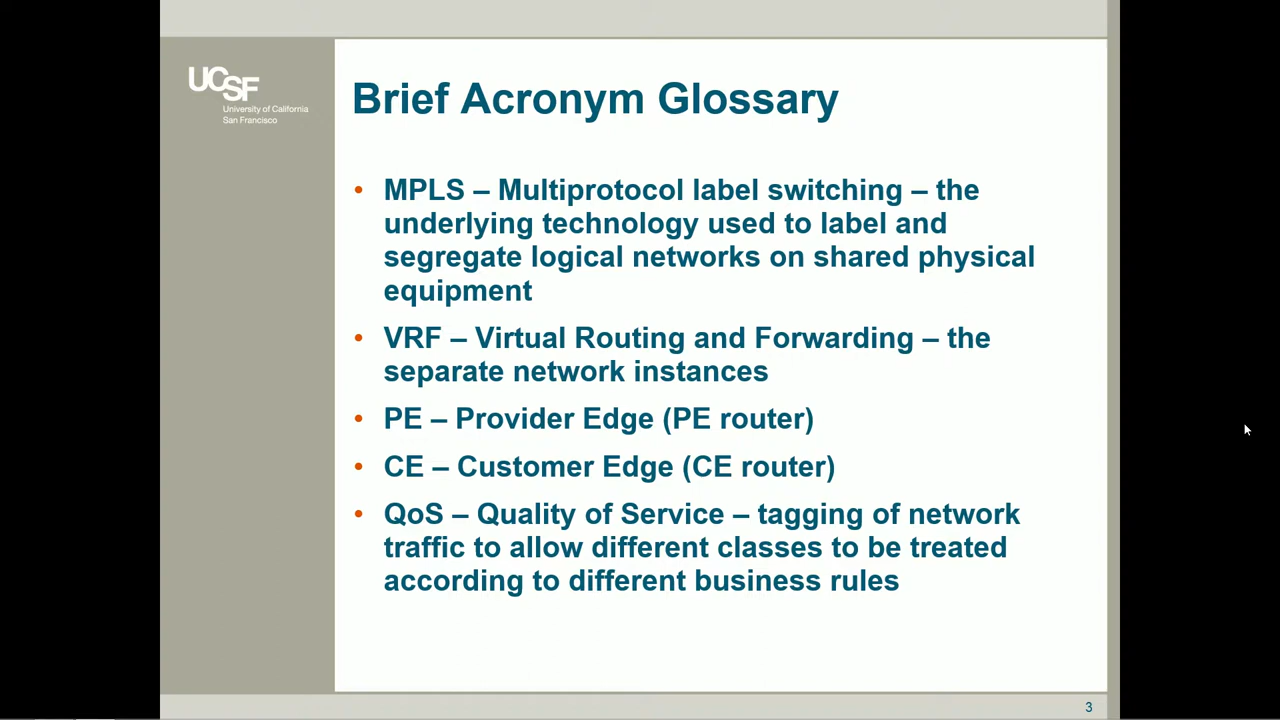 UCSF
University of California
San Francisco
Brief Acronym Glossary
• MPLS – Multiprotocol label switching – the
underlying technology used to label and
segregate logical networks on shared physical
equipment
• VRF – Virtual Routing and Forwarding – the
separate network instances
• PE – Provider Edge (PE router)
• CE – Customer Edge (CE router)
• QoS – Quality of Service – tagging of network
traffic to allow different classes to be treated
according to different business rules
3